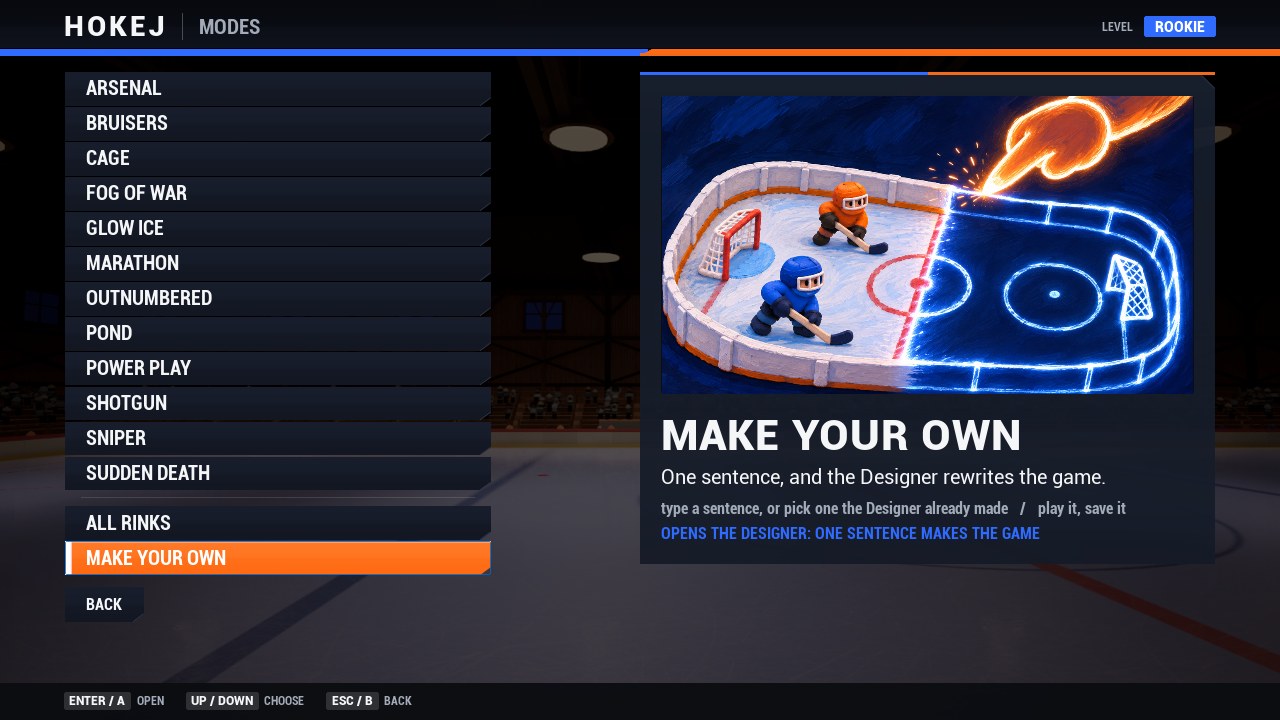 HOKEJ MODES LEVEL ROOKIE
ARSENAL
BRUISERS
CAGE
FOG OF WAR
GLOW ICE
MARATHON
OUTNUMBERED
POND
POWER PLAY
SHOTGUN
SNIPER
SUDDEN DEATH
ALL RINKS
MAKE YOUR OWN
BACK
MAKE YOUR OWN
One sentence, and the Designer rewrites the game.
type a sentence, or pick one the Designer already made / play it, save it
OPENS THE DESIGNER: ONE SENTENCE MAKES THE GAME
ENTER / A OPEN UP / DOWN CHOOSE ESC / B BACK